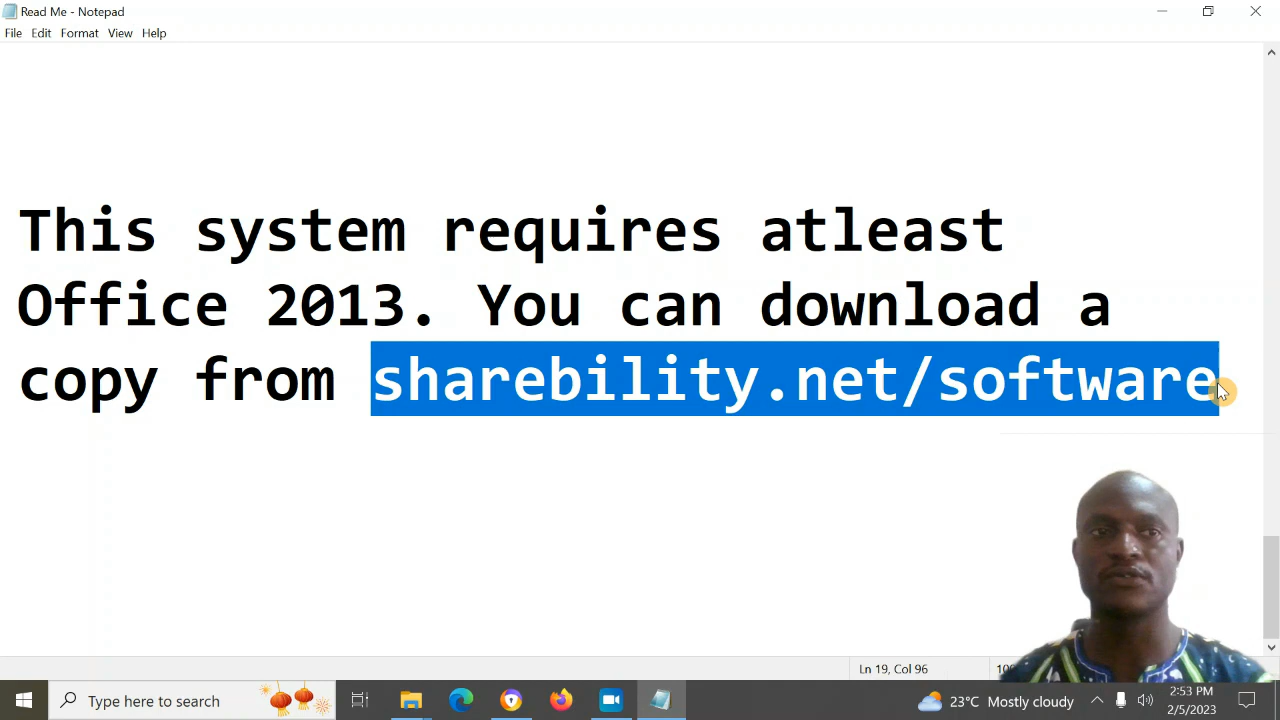 Read Me - Notepad
File Edit Format View Help
This system requires atleast
Office 2013. You can download a
copy from sharebility.net/software
Ln 19, Col 96
Type here to search
23°C Mostly cloudy
2:53 PM
2/5/2023